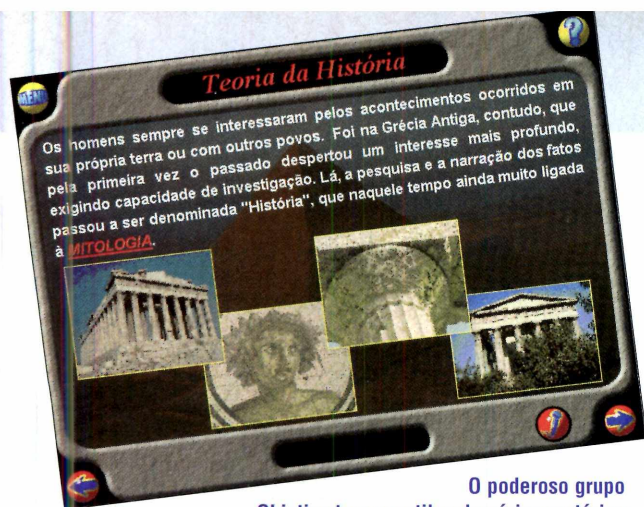 MENU
?
Teoria da História
Os homens sempre se interessaram pelos acontecimentos ocorridos em
sua própria terra ou com outros povos. Foi na Grécia Antiga, contudo, que
pela primeira vez o passado despertou um interesse mais profundo,
exigindo capacidade de investigação. Lá, a pesquisa e a narração dos fatos
passou a ser denominada "História", que naquele tempo ainda muito ligada
à MITOLOGIA.
O poderoso grupo